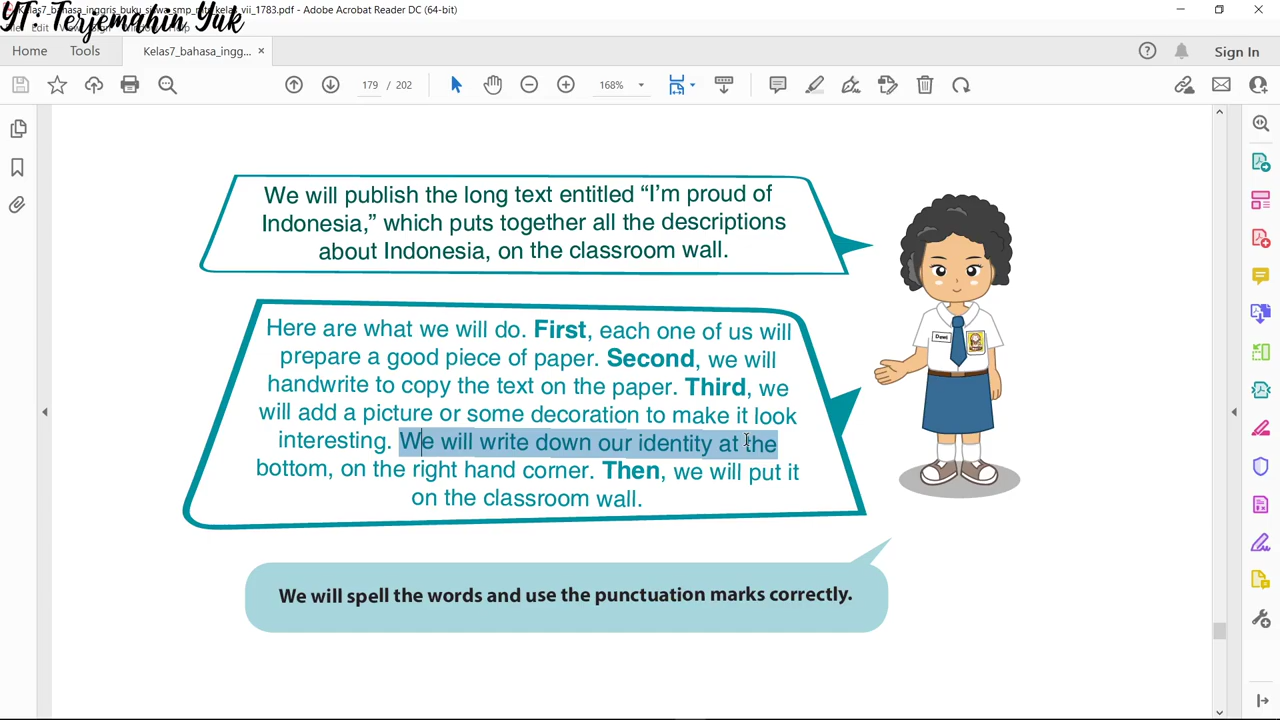 Kelas7_bahasa_inggris_buku_siswa_smp_mts_kelas_vii_1783.pdf - Adobe Acrobat Reader DC (64-bit)
YT: Terjemahin Yuk
Home Tools Kelas7_bahasa_ingg... × Sign In
179 / 202 168%
We will publish the long text entitled “I’m proud of
Indonesia,” which puts together all the descriptions
about Indonesia, on the classroom wall.
Here are what we will do. First, each one of us will
prepare a good piece of paper. Second, we will
handwrite to copy the text on the paper. Third, we
will add a picture or some decoration to make it look
interesting. We will write down our identity at the
bottom, on the right hand corner. Then, we will put it
on the classroom wall.
Dewi
We will spell the words and use the punctuation marks correctly.